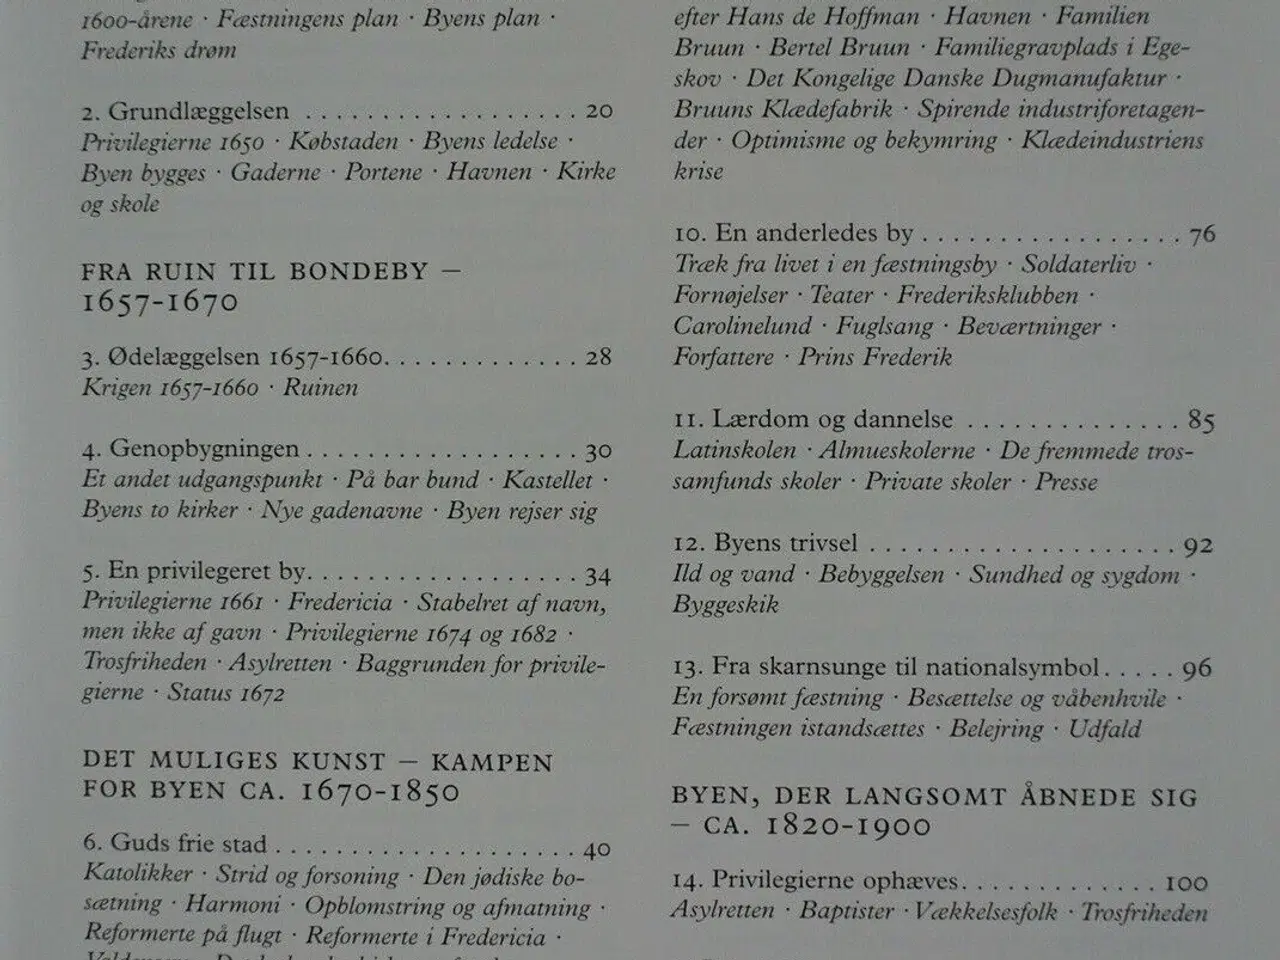 1600-årene · Fæstningens plan · Byens plan ·
Frederiks drøm
2. Grundlæggelsen . . . . . . . . . . . . . . . . . . 20
Privilegierne 1650 · Købstaden · Byens ledelse ·
Byen bygges · Gaderne · Portene · Havnen · Kirke
og skole
FRA RUIN TIL BONDEBY –
1657-1670
3. Ødelæggelsen 1657-1660. . . . . . . . . . . . . 28
Krigen 1657-1660 · Ruinen
4. Genopbygningen . . . . . . . . . . . . . . . . . . 30
Et andet udgangspunkt · På bar bund · Kastellet ·
Byens to kirker · Nye gadenavne · Byen rejser sig
5. En privilegeret by. . . . . . . . . . . . . . . . . . 34
Privilegierne 1661 · Fredericia · Stabelret af navn,
men ikke af gavn · Privilegierne 1674 og 1682 ·
Trosfriheden · Asylretten · Baggrunden for privile-
gierne · Status 1672
DET MULIGES KUNST – KAMPEN
FOR BYEN CA. 1670-1850
6. Guds frie stad . . . . . . . . . . . . . . . . . . . . 40
Katolikker · Strid og forsoning · Den jødiske bo-
sætning · Harmoni · Opblomstring og afmatning ·
Reformerte på flugt · Reformerte i Fredericia ·
efter Hans de Hoffman · Havnen · Familien
Bruun · Bertel Bruun · Familiegravplads i Ege-
skov · Det Kongelige Danske Dugmanufaktur ·
Bruuns Klædefabrik · Spirende industriforetagen-
der · Optimisme og bekymring · Klædeindustriens
krise
10. En anderledes by . . . . . . . . . . . . . . . . . 76
Træk fra livet i en fæstningsby · Soldaterliv ·
Fornøjelser · Teater · Frederiksklubben ·
Carolinelund · Fuglsang · Beværtninger ·
Forfattere · Prins Frederik
11. Lærdom og dannelse . . . . . . . . . . . . . . 85
Latinskolen · Almueskolerne · De fremmede tros-
samfunds skoler · Private skoler · Presse
12. Byens trivsel . . . . . . . . . . . . . . . . . . . . 92
Ild og vand · Bebyggelsen · Sundhed og sygdom ·
Byggeskik
13. Fra skarnsunge til nationalsymbol. . . . . 96
En forsømt fæstning · Besættelse og våbenhvile ·
Fæstningen istandsættes · Belejring · Udfald
BYEN, DER LANGSOMT ÅBNEDE SIG
– CA. 1820-1900
14. Privilegierne ophæves. . . . . . . . . . . . . 100
Asylretten · Baptister · Vækkelsesfolk · Trosfriheden